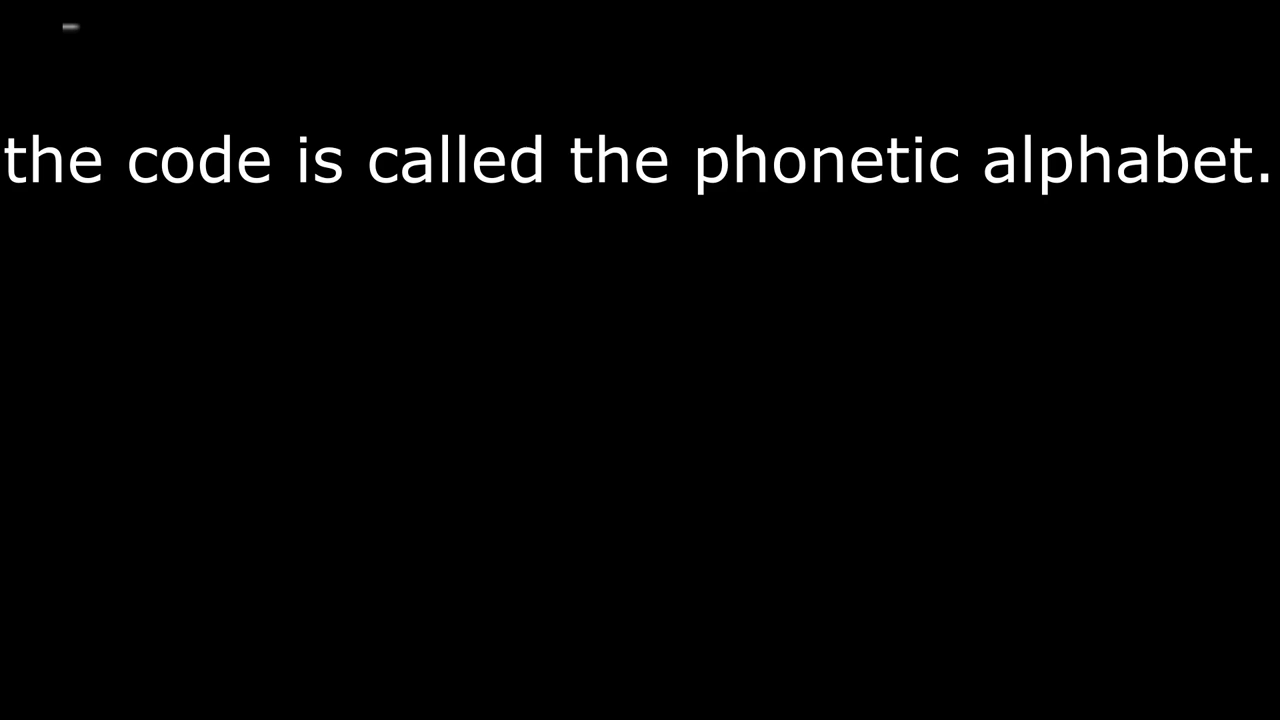 the code is called the phonetic alphabet.